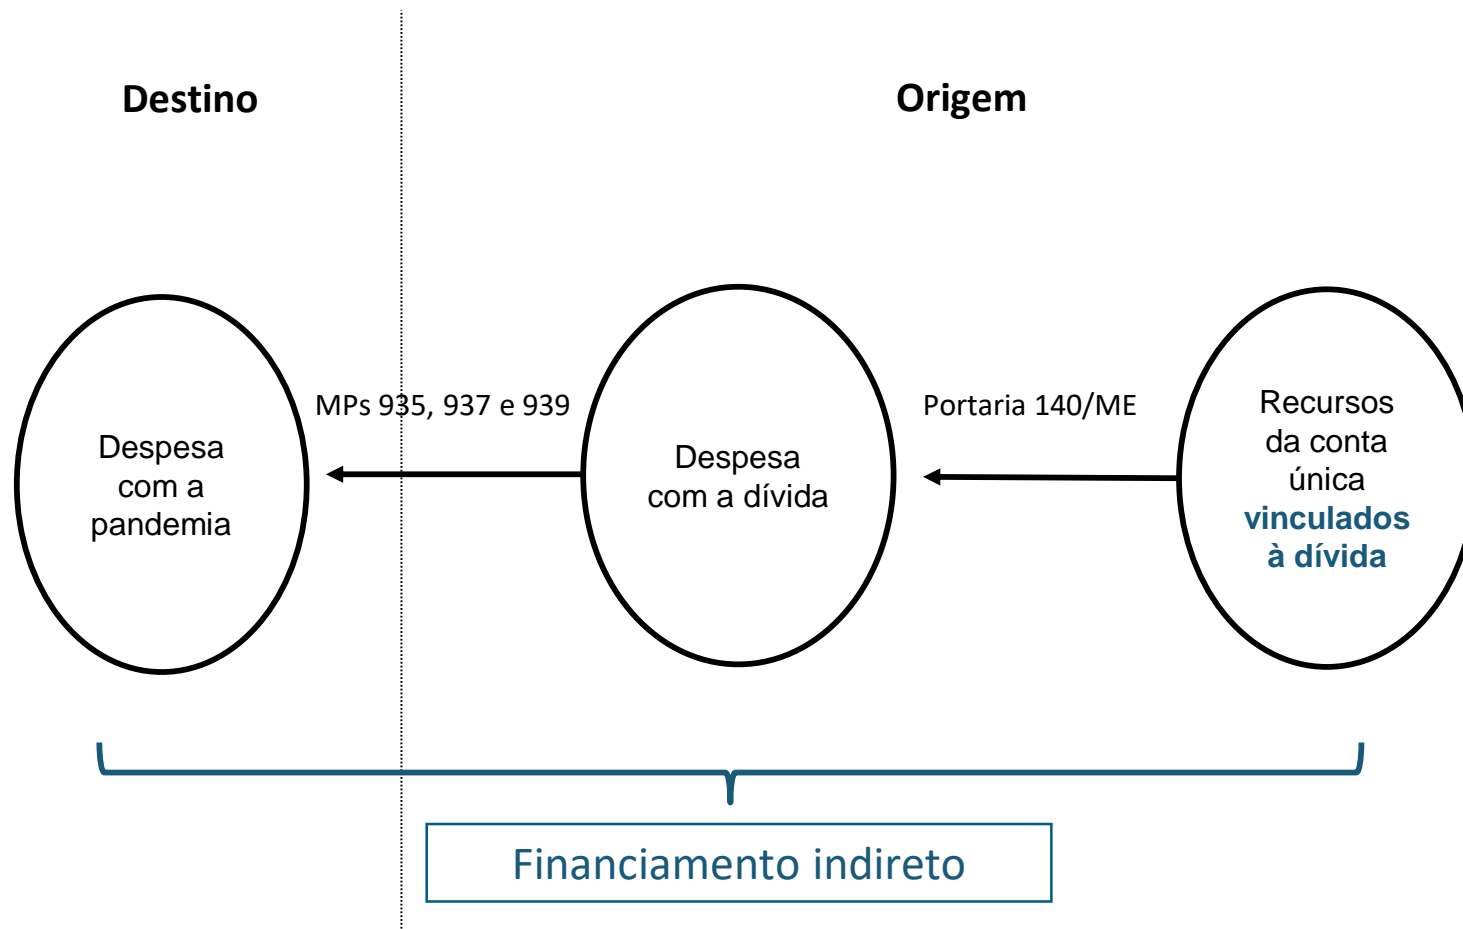 Destino
Origem
MPs 935, 937 e 939
Portaria 140/ME
Despesa
com a
pandemia
Despesa
com a dívida
Recursos
da conta
única
vinculados
à dívida
Financiamento indireto